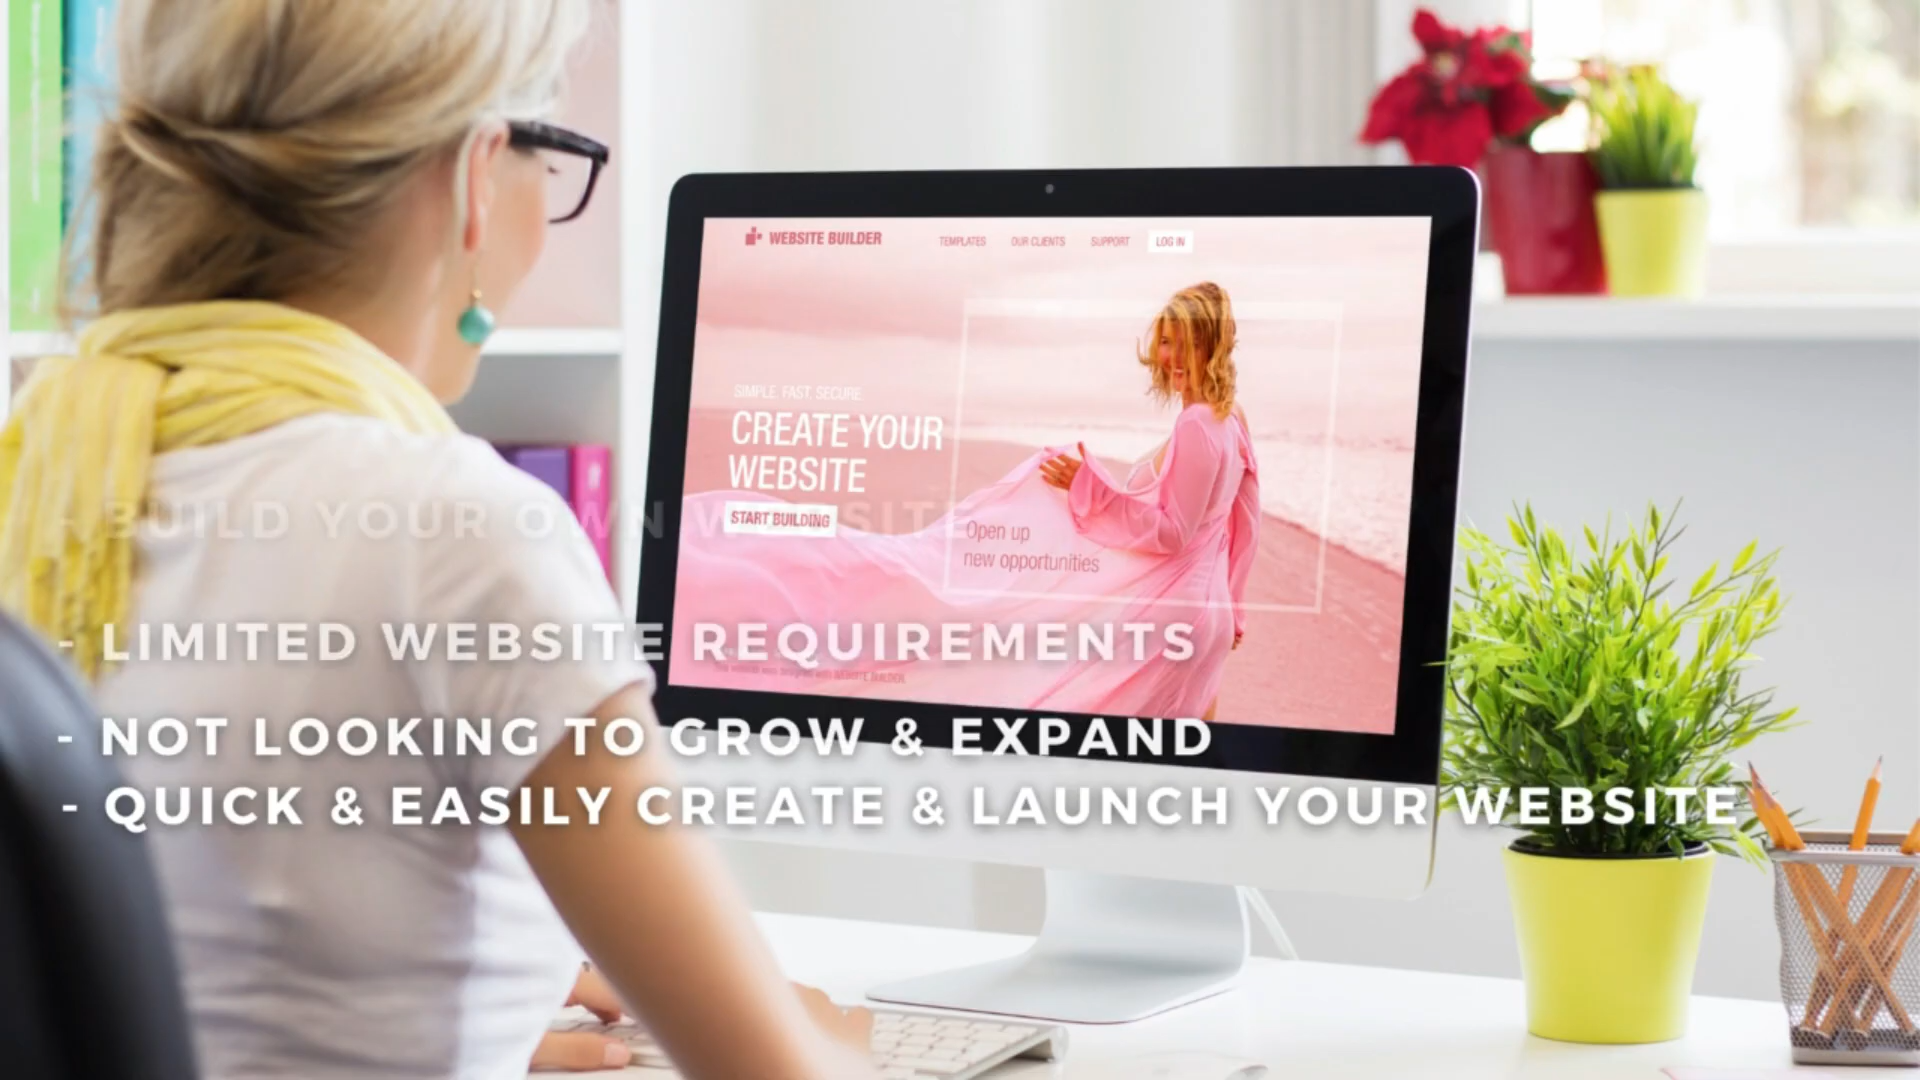 WEBSITE BUILDER
TEMPLATES OUR CLIENTS SUPPORT LOG IN
SIMPLE. FAST. SECURE.
CREATE YOUR
WEBSITE
START BUILDING
Open up
new opportunities
- BUILD YOUR OWN WEBSITE
- LIMITED WEBSITE REQUIREMENTS
WEBSITE BUILDER.
- NOT LOOKING TO GROW & EXPAND
- QUICK & EASILY CREATE & LAUNCH YOUR WEBSITE